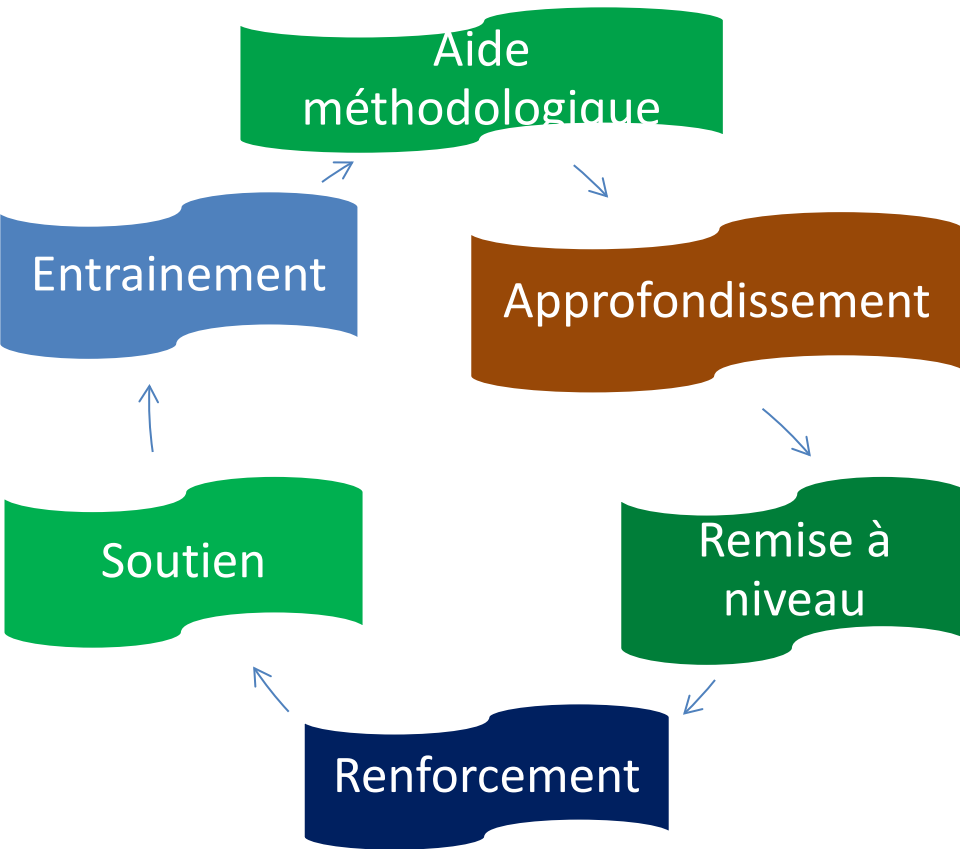 Aide
méthodologique
Entrainement
Approfondissement
Soutien
Remise à
niveau
Renforcement